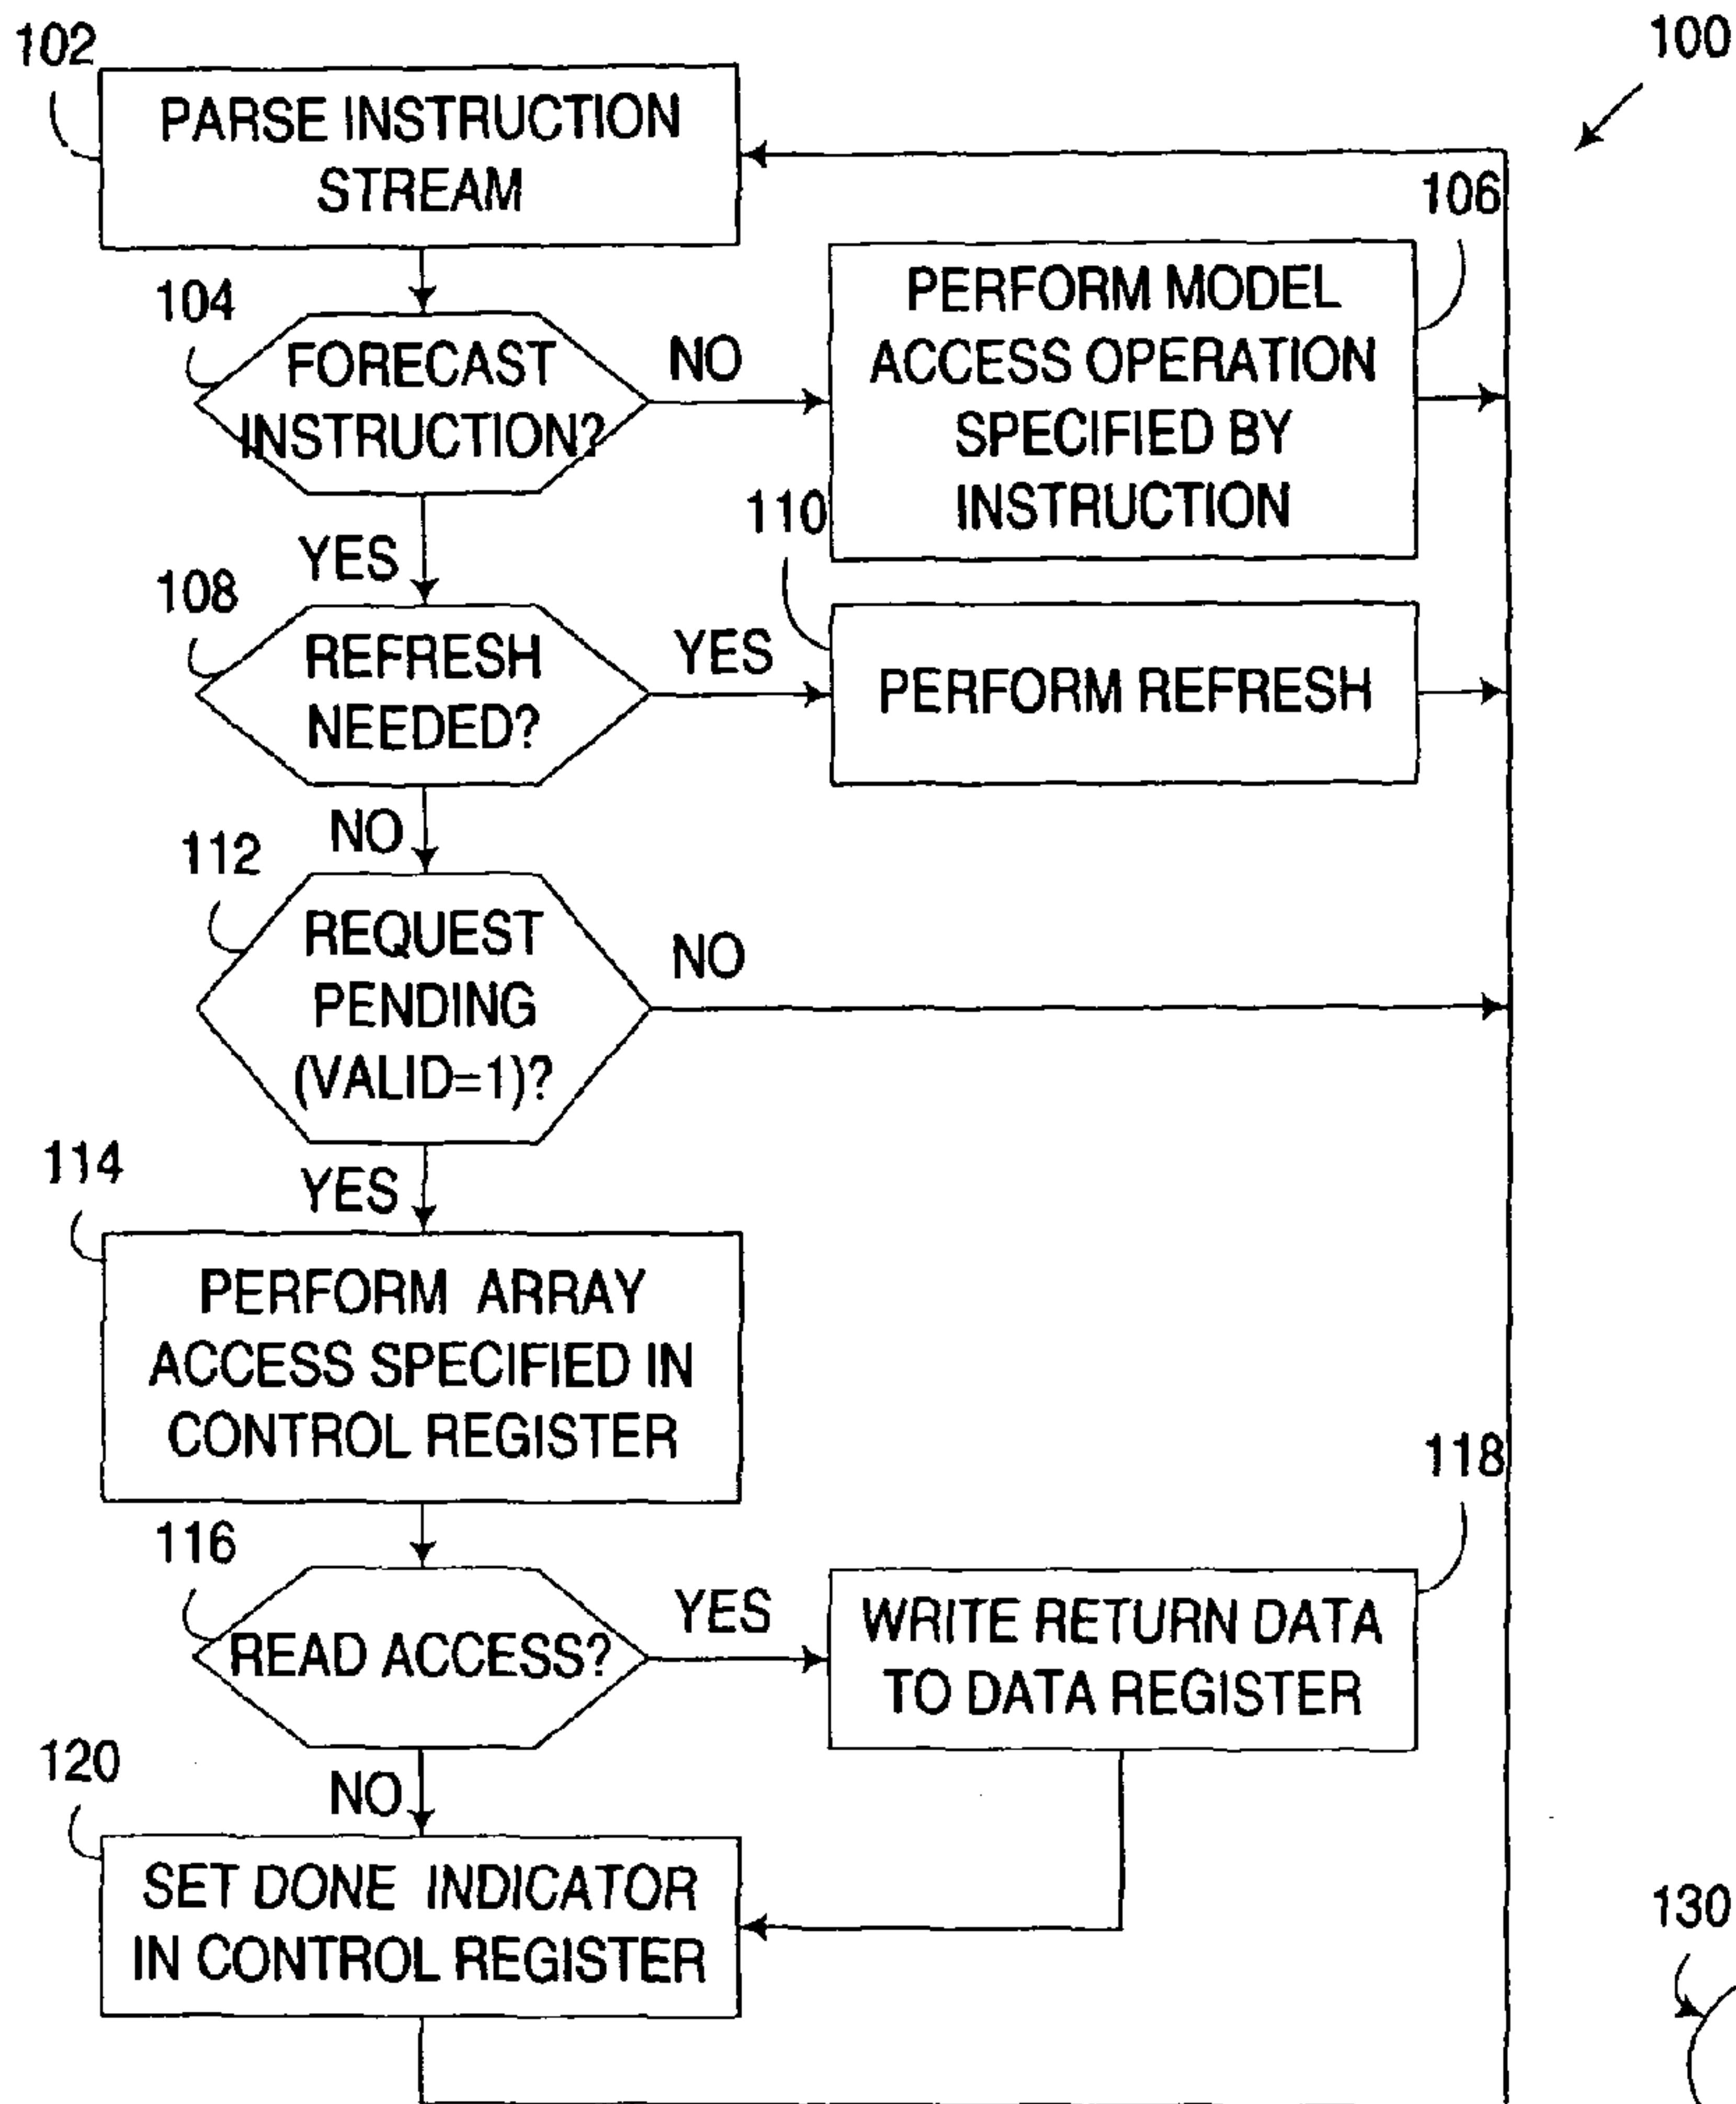 102
100
PARSE INSTRUCTION
STREAM
106
104
FORECAST
INSTRUCTION?
NO
PERFORM MODEL
ACCESS OPERATION
SPECIFIED BY
INSTRUCTION
YES
110
108
REFRESH
NEEDED?
YES
PERFORM REFRESH
NO
112
REQUEST
PENDING
(VALID=1)?
NO
114
YES
PERFORM ARRAY
ACCESS SPECIFIED IN
CONTROL REGISTER
118
116
READ ACCESS?
YES
WRITE RETURN DATA
TO DATA REGISTER
120
NO
SET DONE INDICATOR
IN CONTROL REGISTER
130